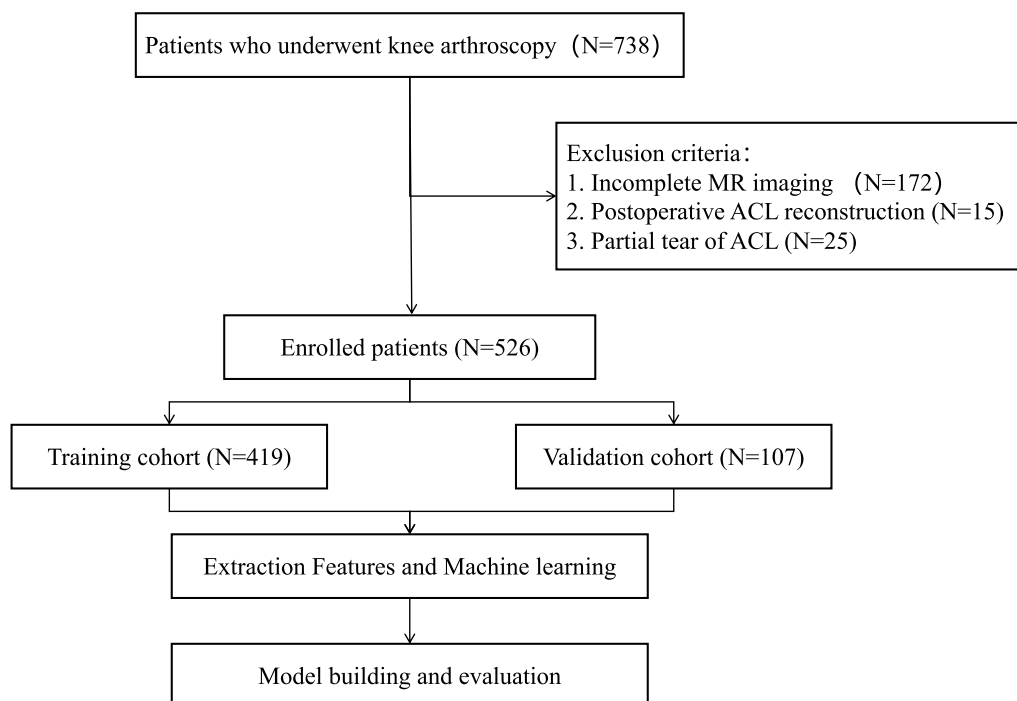 Patients who underwent knee arthroscopy（N=738）
Exclusion criteria：
1. Incomplete MR imaging （N=172）
2. Postoperative ACL reconstruction (N=15)
3. Partial tear of ACL (N=25)
Enrolled patients (N=526)
Training cohort (N=419)
Validation cohort (N=107)
Extraction Features and Machine learning
Model building and evaluation